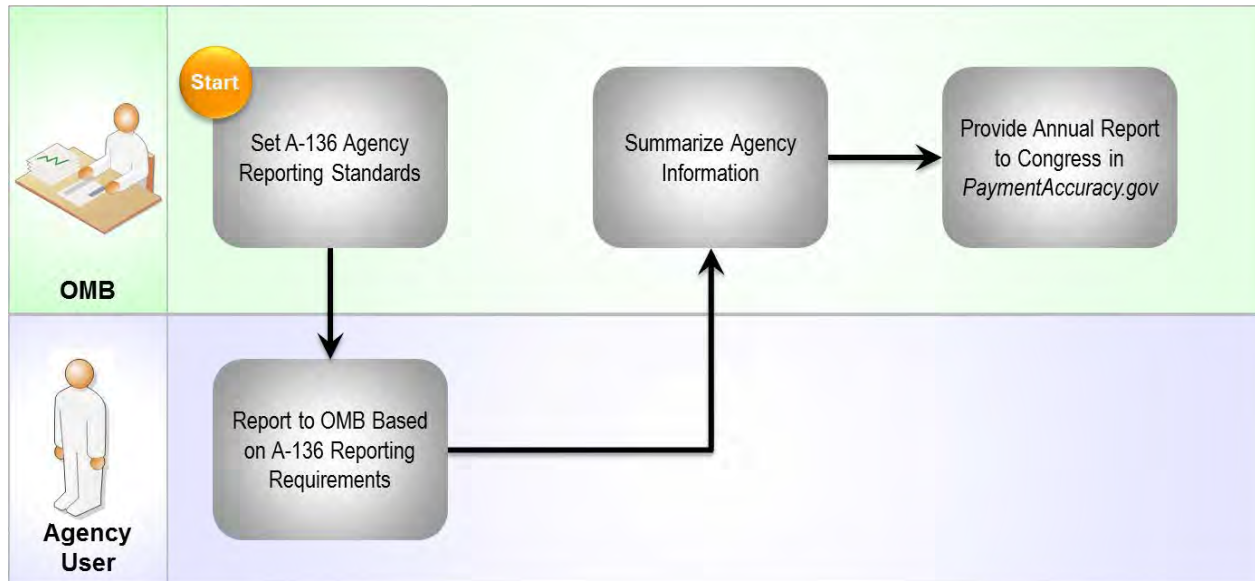 Start
Set A-136 Agency
Reporting Standards
Summarize Agency
Information
Provide Annual Report
to Congress in
PaymentAccuracy.gov
OMB
Report to OMB Based
on A-136 Reporting
Requirements
Agency
User